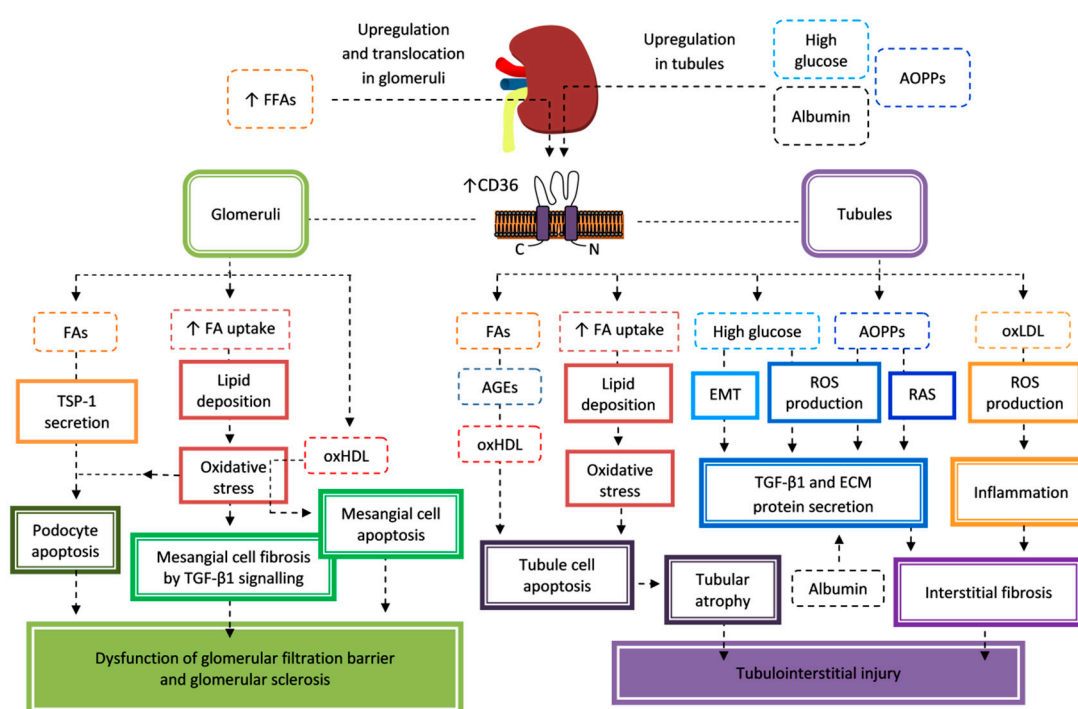 Upregulation
and translocation
in glomeruli
Upregulation
in tubules
High
glucose
AOPPs
↑ FFAs
Albumin
↑CD36
Glomeruli
Tubules
C
N
FAs
↑ FA uptake
FAs
↑ FA uptake
High glucose
AOPPs
oxLDL
TSP-1
secretion
Lipid
deposition
AGEs
Lipid
deposition
EMT
ROS
production
RAS
ROS
production
oxHDL
oxHDL
Oxidative
stress
Oxidative
stress
TGF-β1 and ECM
protein secretion
Inflammation
Podocyte
apoptosis
Mesangial cell
apoptosis
Mesangial cell fibrosis
by TGF-β1 signalling
Tubule cell
apoptosis
Tubular
atrophy
Albumin
Interstitial fibrosis
Dysfunction of glomerular filtration barrier
and glomerular sclerosis
Tubulointerstitial injury